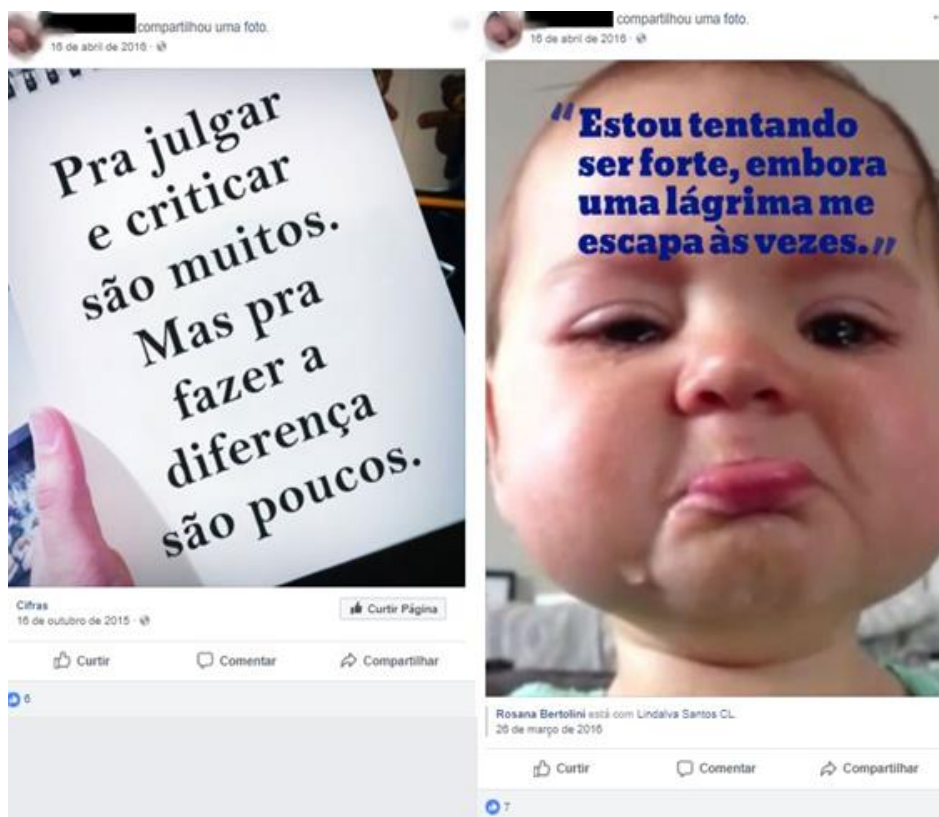 compartilhou uma foto.
16 de abril de 2016
Pra julgar
e criticar
são muitos.
Mas pra
fazer a
diferença
são poucos.
Cifras
16 de outubro de 2015
Curtir Página
Curtir Comentar Compartilhar
6
compartilhou uma foto.
16 de abril de 2016
“Estou tentando
ser forte, embora
uma lágrima me
escapa às vezes.”
Rosana Bertolini está com Lindalva Santos CL.
26 de março de 2016
Curtir Comentar Compartilhar
7